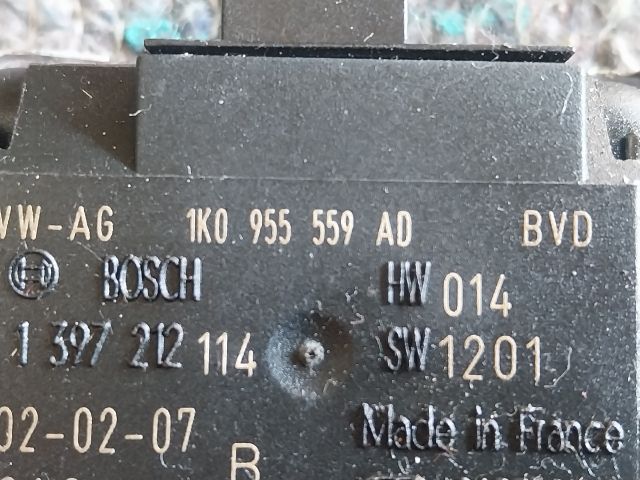 VW-AG 1K0 955 559 AD BVD
BOSCH HW 014
1 397 212 114 SW 1201
02-02-07 Made in France
B